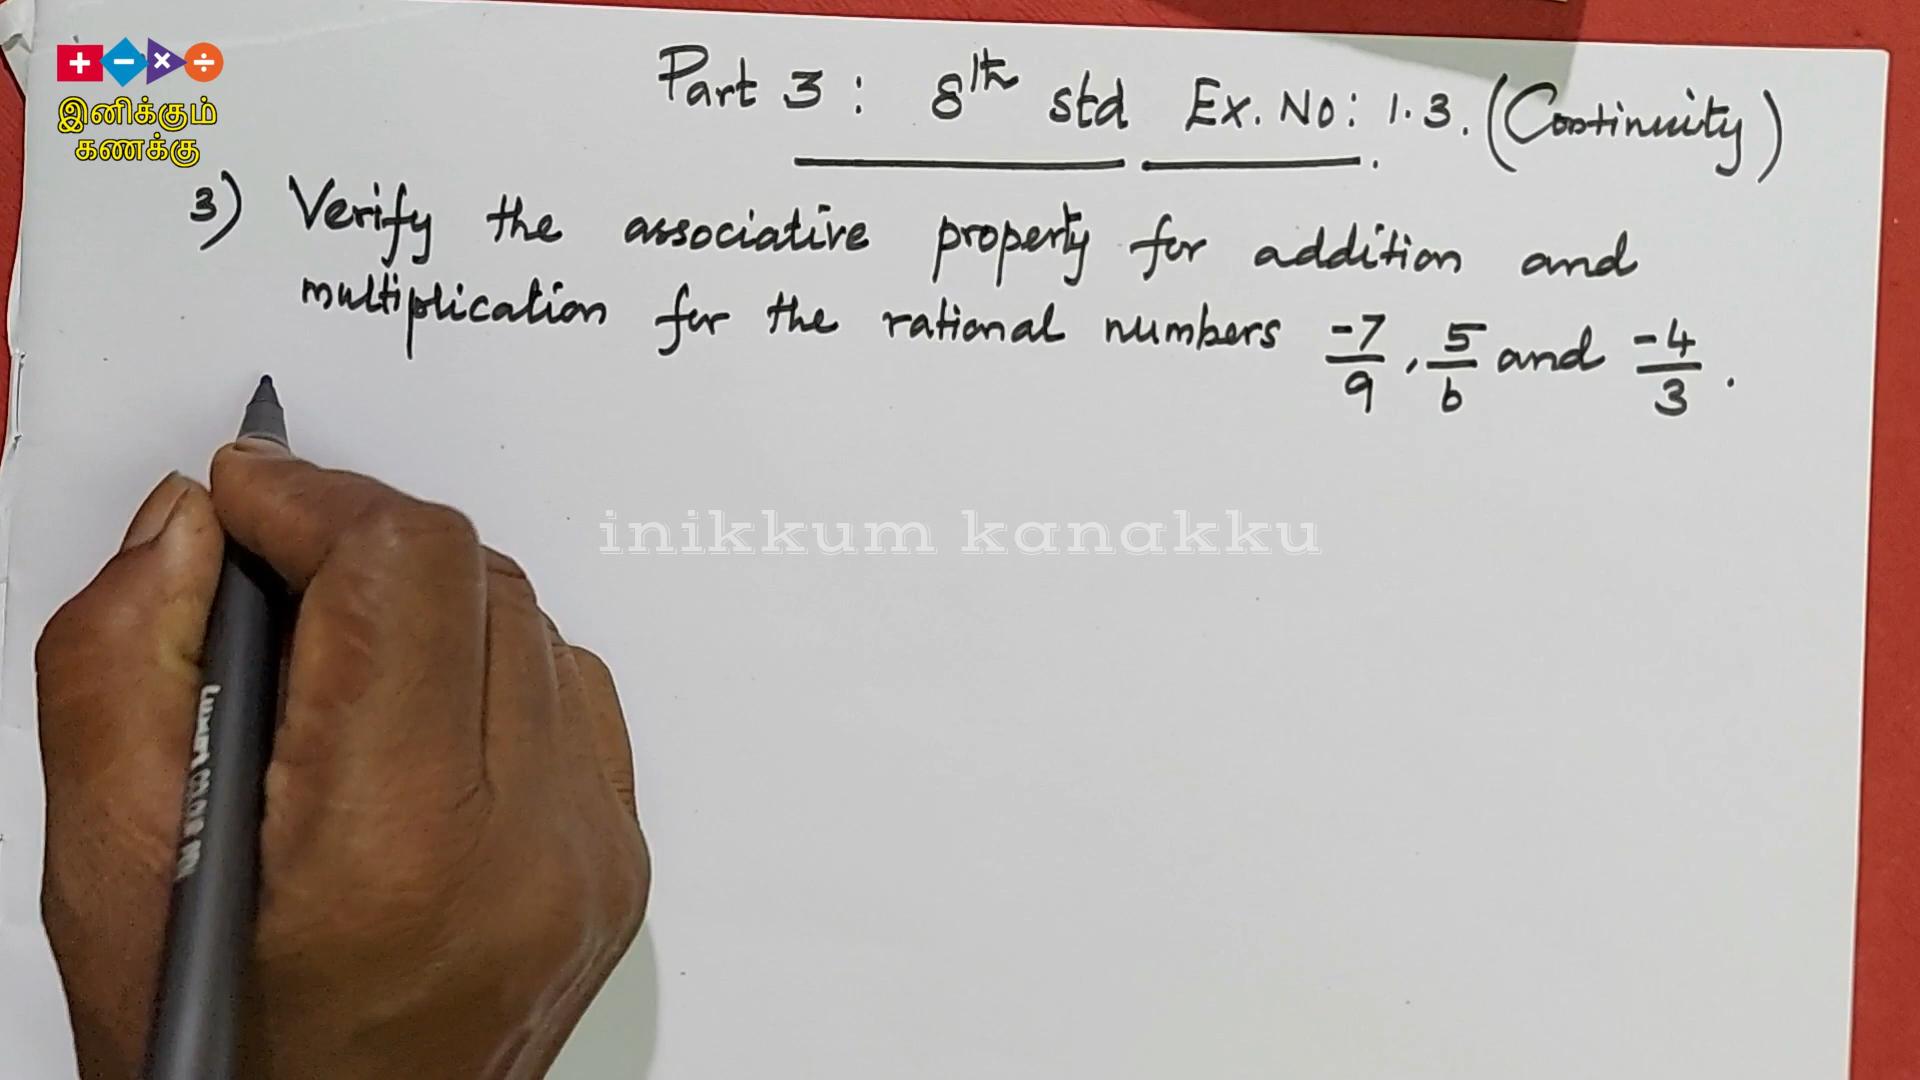 + − × ÷
இனிக்கும்
கணக்கு
Part 3 : 8th std Ex. No: 1.3. (Continuity)
3) Verify the associative property for addition and
multiplication for the rational numbers -7/9, 5/6 and -4/3.
inikkum kanakku